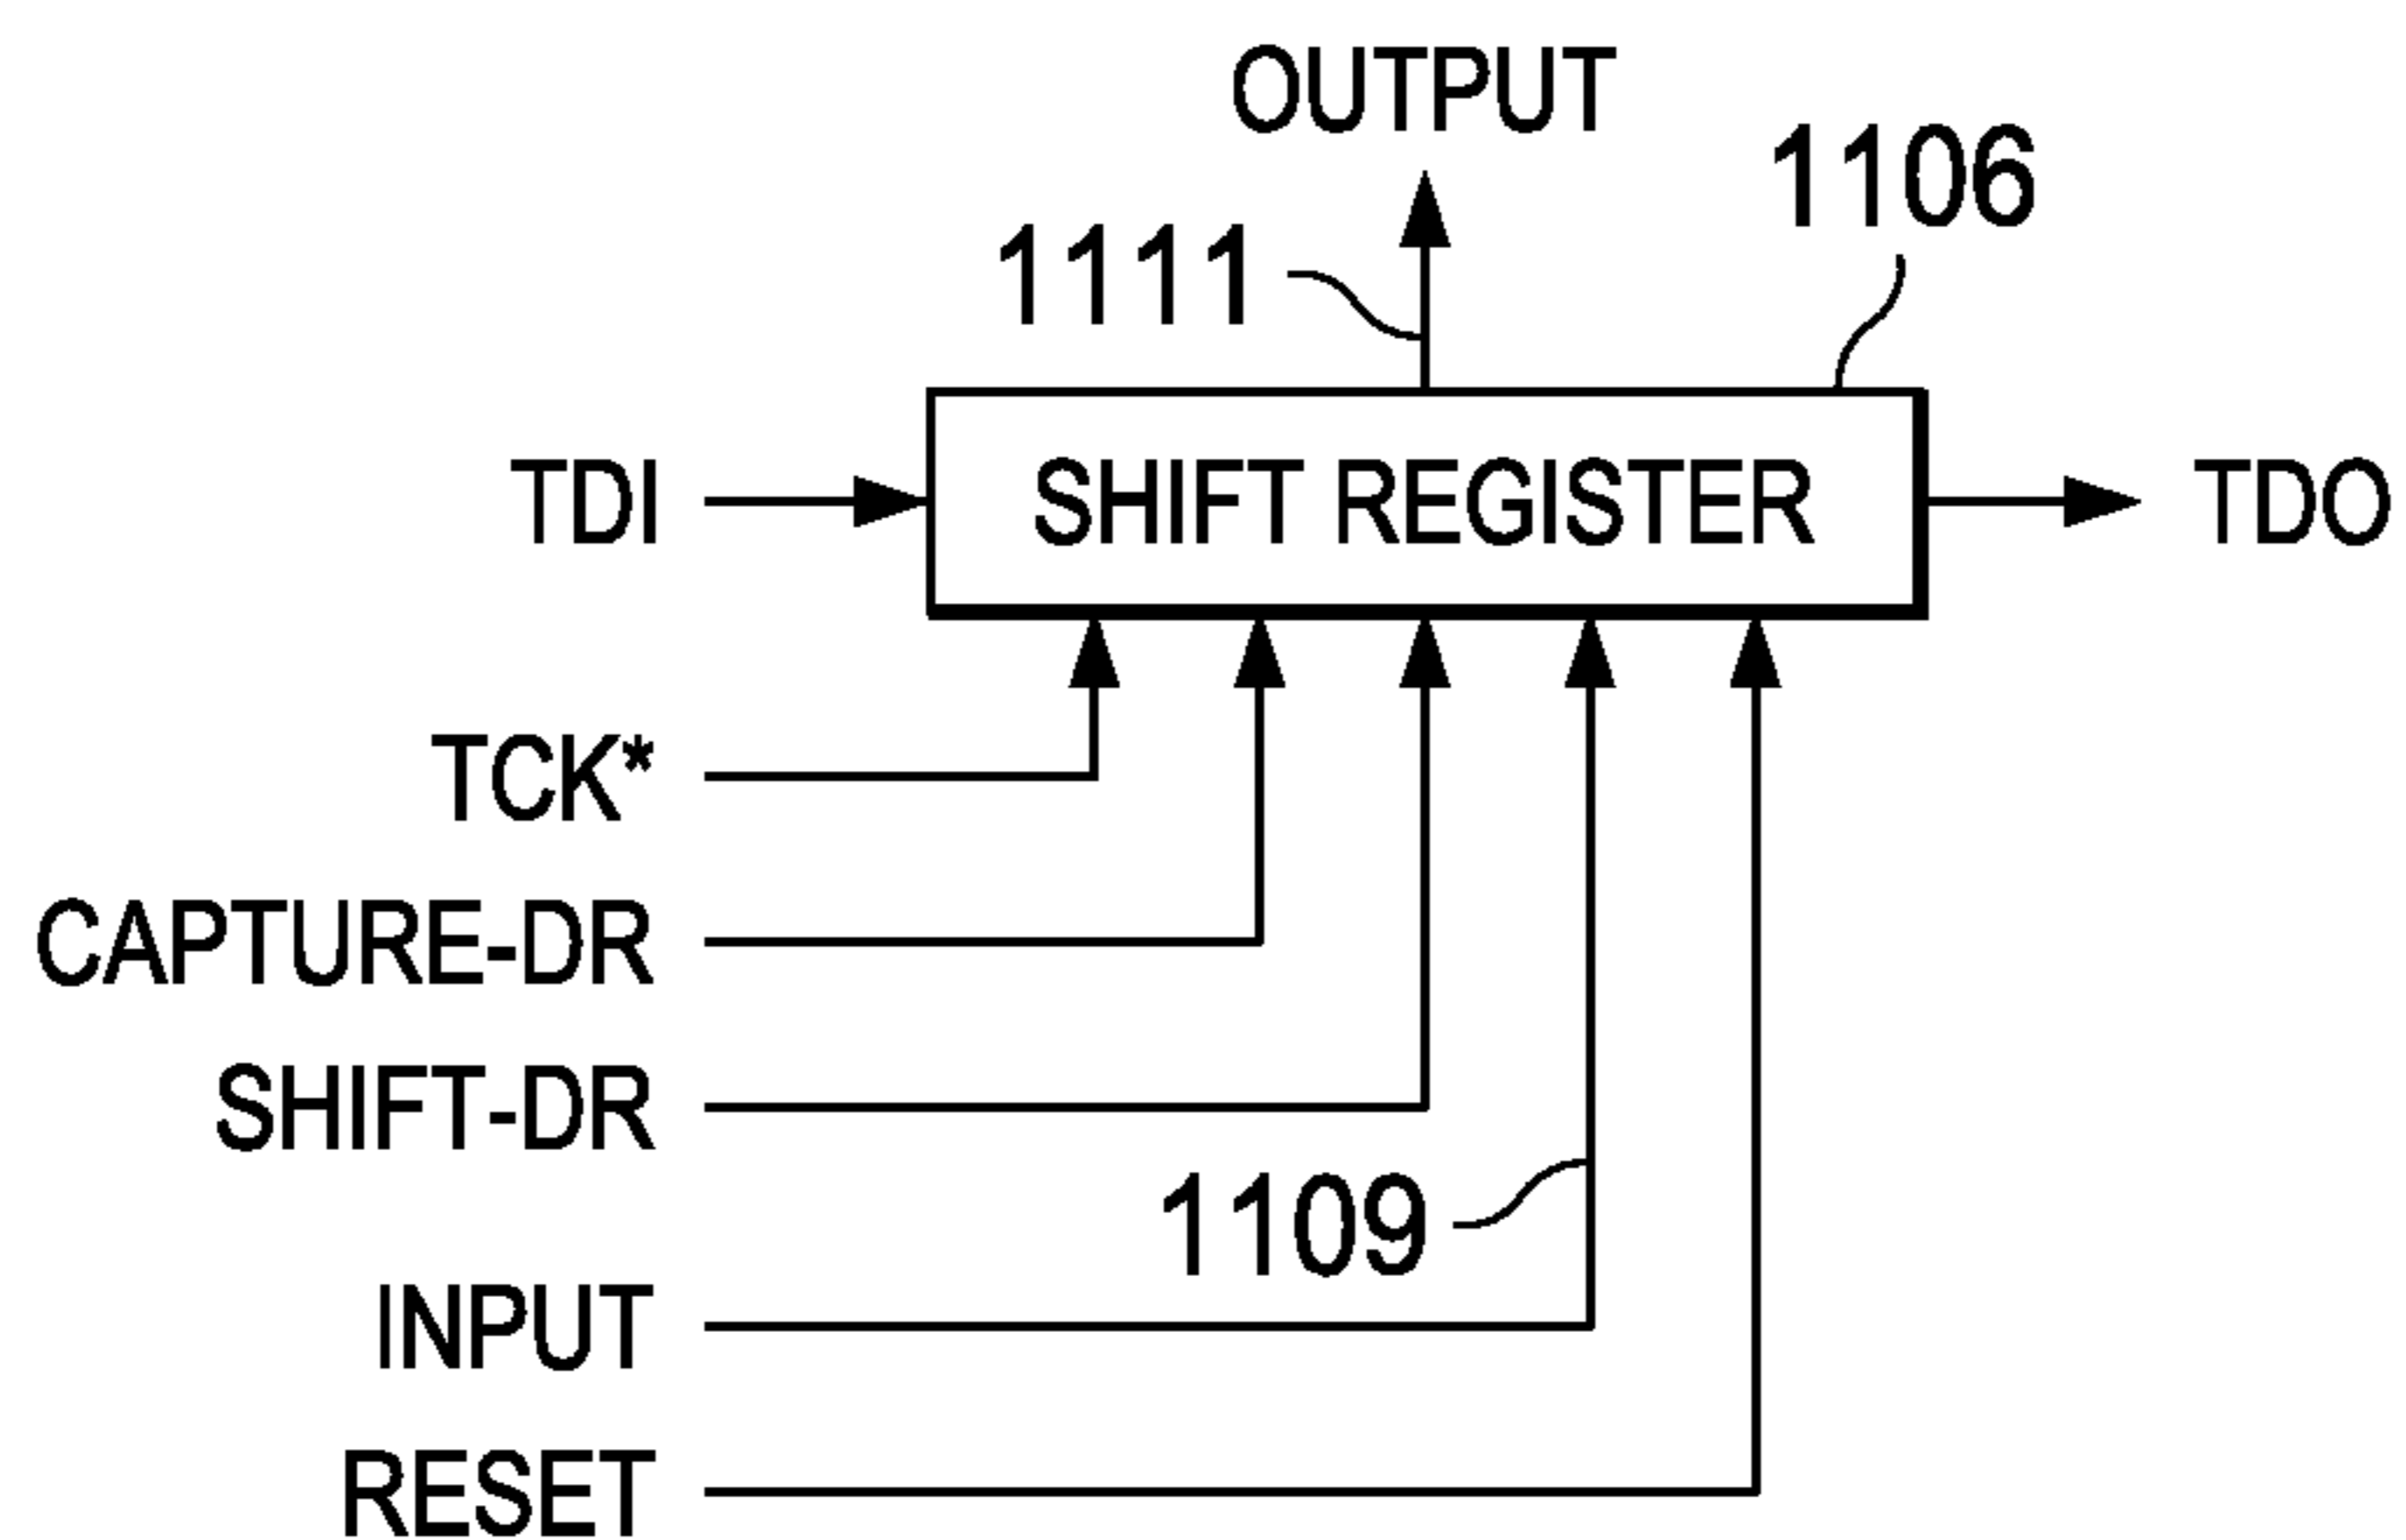 OUTPUT
1106
1111
TDI
SHIFT REGISTER
TDO
TCK*
CAPTURE-DR
SHIFT-DR
1109
INPUT
RESET